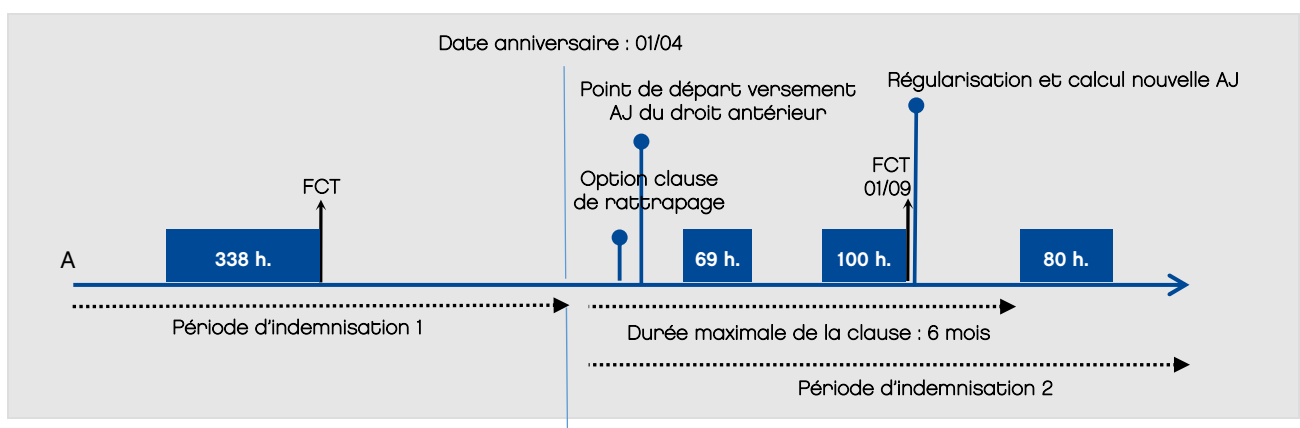 Date anniversaire : 01/04
Régularisation et calcul nouvelle AJ
Point de départ versement
AJ du droit antérieur
FCT
Option clause
de rattrapage
FCT
01/09
A
338 h.
69 h.
100 h.
80 h.
Période d'indemnisation 1
Durée maximale de la clause : 6 mois
Période d'indemnisation 2